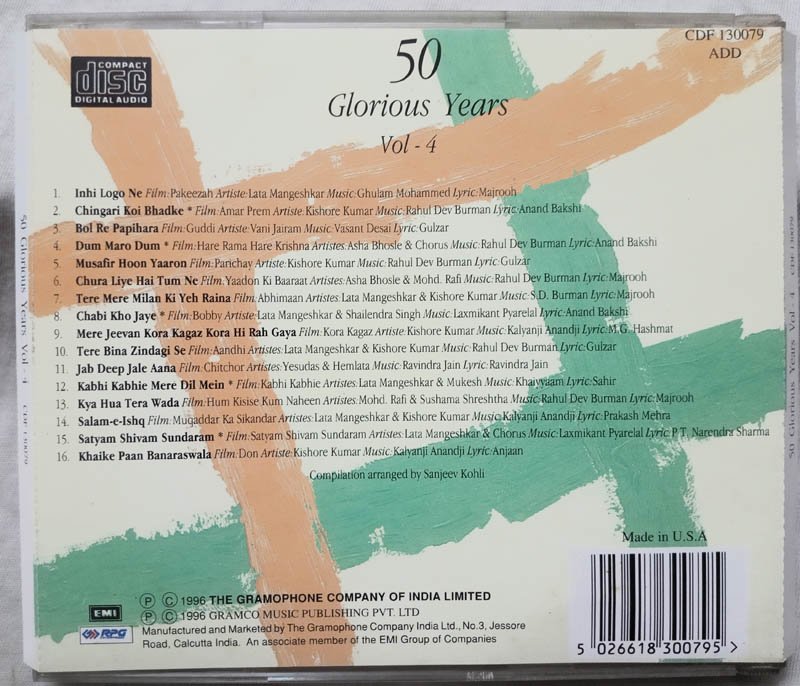 CDF 130079
ADD
COMPACT
disc
DIGITAL AUDIO
50
Glorious Years
Vol - 4
1. Inhi Logo Ne Film:Pakeezah Artiste:Lata Mangeshkar Music:Ghulam Mohammed Lyric:Majrooh
2. Chingari Koi Bhadke * Film:Amar Prem Artiste:Kishore Kumar Music:Rahul Dev Burman Lyric:Anand Bakshi
3. Bol Re Papihara Film:Guddi Artiste:Vani Jairam Music:Vasant Desai Lyric:Gulzar
4. Dum Maro Dum * Film:Hare Rama Hare Krishna Artistes:Asha Bhosle & Chorus Music:Rahul Dev Burman Lyric:Anand Bakshi
5. Musafir Hoon Yaaron Film:Parichay Artiste:Kishore Kumar Music:Rahul Dev Burman Lyric:Gulzar
6. Chura Liye Hai Tum Ne Film:Yaadon Ki Baaraat Artistes:Asha Bhosle & Mohd. Rafi Music:Rahul Dev Burman Lyric:Majrooh
7. Tere Mere Milan Ki Yeh Raina Film:Abhimaan Artistes:Lata Mangeshkar & Kishore Kumar Music:S.D. Burman Lyric:Majrooh
8. Chabi Kho Jaye * Film:Bobby Artistes:Lata Mangeshkar & Shailendra Singh Music:Laxmikant Pyarelal Lyric:Anand Bakshi
9. Mere Jeevan Kora Kagaz Kora Hi Rah Gaya Film:Kora Kagaz Artiste:Kishore Kumar Music:Kalyanji Anandji Lyric:M.G. Hashmat
10. Tere Bina Zindagi Se Film:Aandhi Artistes:Lata Mangeshkar & Kishore Kumar Music:Rahul Dev Burman Lyric:Gulzar
11. Jab Deep Jale Aana Film:Chitchor Artistes:Yesudas & Hemlata Music:Ravindra Jain Lyric:Ravindra Jain
12. Kabhi Kabhie Mere Dil Mein * Film:Kabhi Kabhie Artistes:Lata Mangeshkar & Mukesh Music:Khaiyyaam Lyric:Sahir
13. Kya Hua Tera Wada Film:Hum Kisise Kum Naheen Artistes:Mohd. Rafi & Sushama Shreshtha Music:Rahul Dev Burman Lyric:Majrooh
14. Salam-e-Ishq Film:Muqaddar Ka Sikandar Artistes:Lata Mangeshkar & Kishore Kumar Music:Kalyanji Anandji Lyric:Prakash Mehra
15. Satyam Shivam Sundaram * Film:Satyam Shivam Sundaram Artistes:Lata Mangeshkar & Chorus Music:Laxmikant Pyarelal Lyric:P.T. Narendra Sharma
16. Khaike Paan Banaraswala Film:Don Artiste:Kishore Kumar Music:Kalyanji Anandji Lyric:Anjaan
Compilation arranged by Sanjeev Kohli
Made in U.S.A
EMI
RPG
Ⓟ Ⓒ 1996 THE GRAMOPHONE COMPANY OF INDIA LIMITED
Ⓟ Ⓒ 1996 GRAMCO MUSIC PUBLISHING PVT. LTD
Manufactured and Marketed by The Gramophone Company India Ltd., No.3, Jessore
Road, Calcutta India. An associate member of the EMI Group of Companies
5 026618 300795 >
50 Glorious Years Vol - 4 CDF 130079
50 Glorious Years Vol - 4 CDF 130079